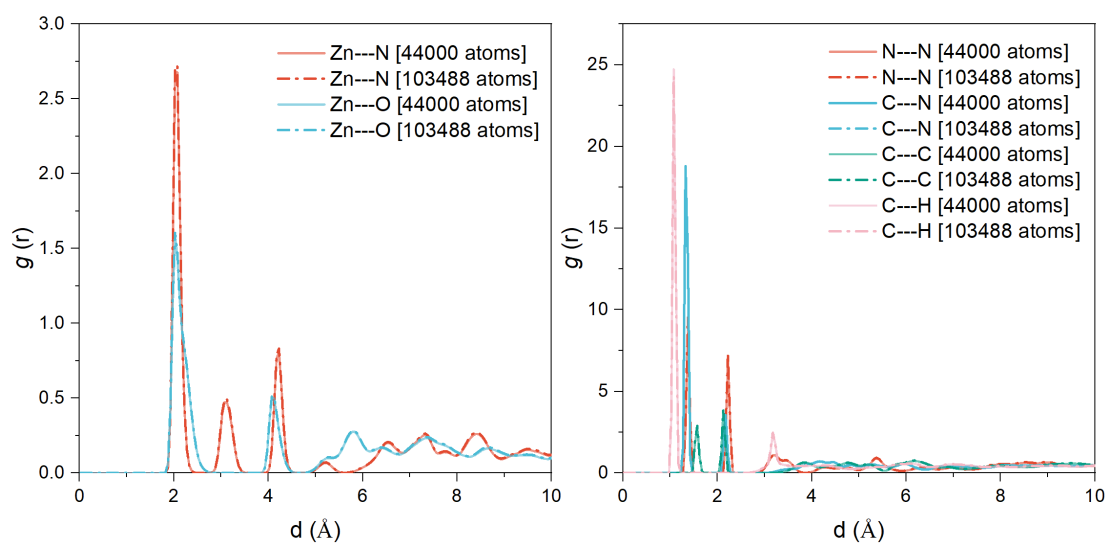 3.0
2.5
2.0
1.5
1.0
0.5
0.0
g (r)
Zn---N [44000 atoms]
Zn---N [103488 atoms]
Zn---O [44000 atoms]
Zn---O [103488 atoms]
0 2 4 6 8 10
d (Å)
25
20
15
10
5
0
g (r)
N---N [44000 atoms]
N---N [103488 atoms]
C---N [44000 atoms]
C---N [103488 atoms]
C---C [44000 atoms]
C---C [103488 atoms]
C---H [44000 atoms]
C---H [103488 atoms]
0 2 4 6 8 10
d (Å)